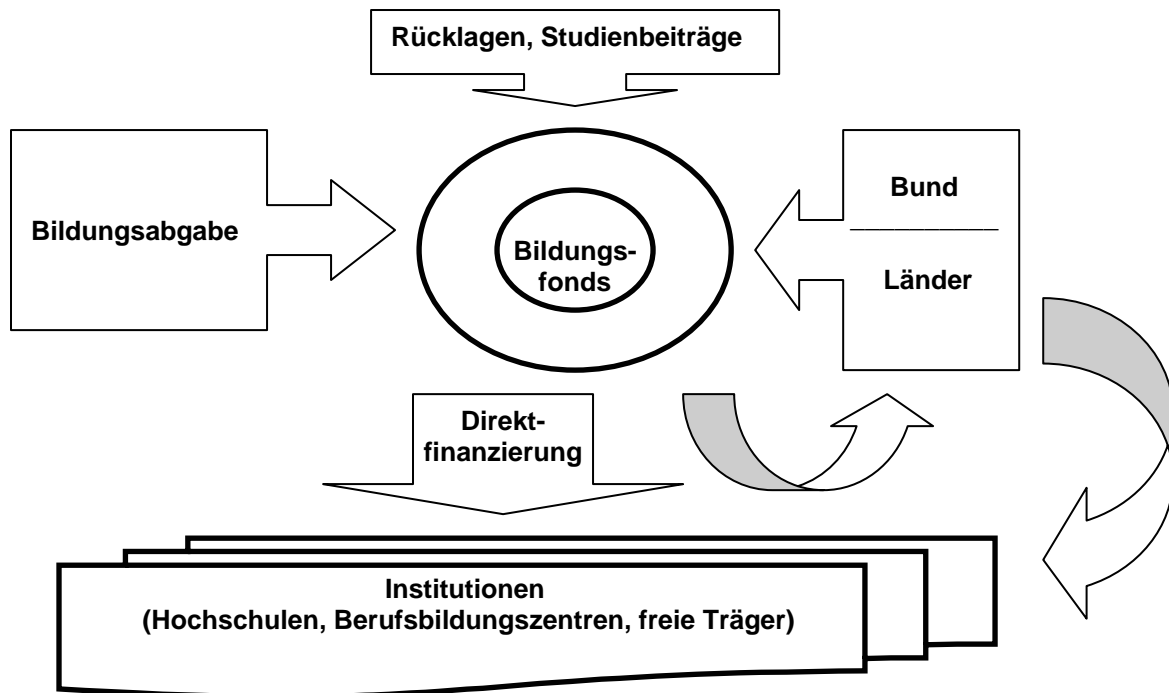 Rücklagen, Studienbeiträge
Bildungsabgabe
Bildungs-
fonds
Bund
Länder
Direkt-
finanzierung
Institutionen
(Hochschulen, Berufsbildungszentren, freie Träger)